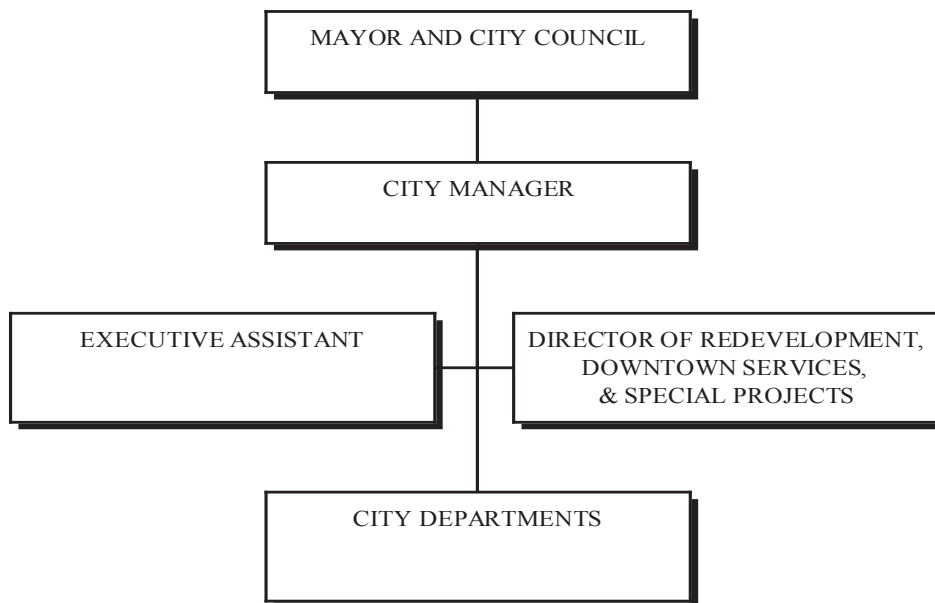 MAYOR AND CITY COUNCIL
CITY MANAGER
EXECUTIVE ASSISTANT
DIRECTOR OF REDEVELOPMENT,
DOWNTOWN SERVICES,
& SPECIAL PROJECTS
CITY DEPARTMENTS